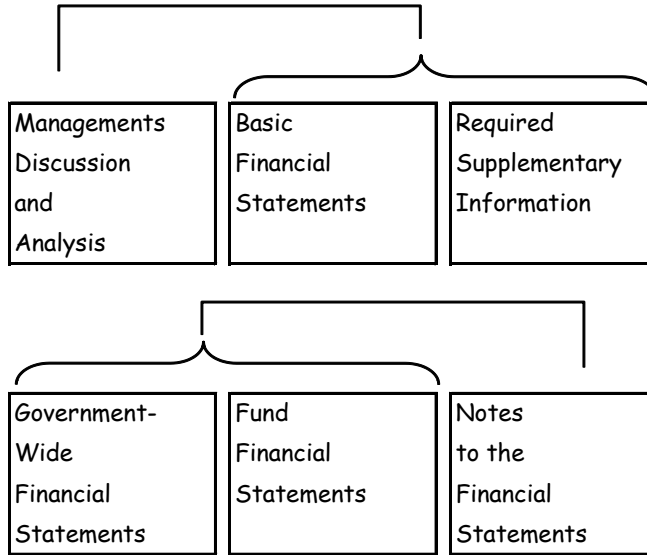 Managements
Discussion
and
Analysis
Basic
Financial
Statements
Required
Supplementary
Information
Government-
Wide
Financial
Statements
Fund
Financial
Statements
Notes
to the
Financial
Statements